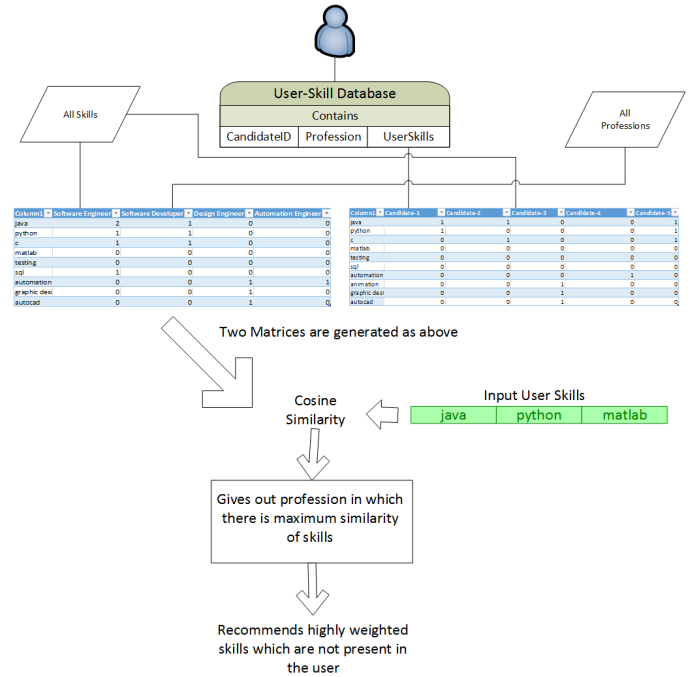 User-Skill Database
Contains
CandidateID Profession UserSkills
All Skills
All
Professions
Column1 Software Engineer Software Developer Design Engineer Automation Engineer
java 2 1 0 0
python 1 1 0 0
c 1 1 0 0
matlab 0 0 0 0
testing 0 0 0 0
sql 1 0 0 0
automation 0 0 1 1
graphic desi 0 0 1 0
autocad 0 0 1 0
Column1 Candidate-1 Candidate-2 Candidate-3 Candidate-4 Candidate-5
java 1 1 0 0 1
python 1 0 0 0 1
c 0 1 0 0 1
matlab 0 0 0 0 0
testing 0 0 0 0 0
sql 0 0 0 0 0
automation 0 0 0 1 0
animation 0 0 1 0 0
graphic desi 0 0 1 0 0
autocad 0 0 1 0 0
Two Matrices are generated as above
Input User Skills
java python matlab
Cosine
Similarity
Gives out profession in which
there is maximum similarity
of skills
Recommends highly weighted
skills which are not present in
the user